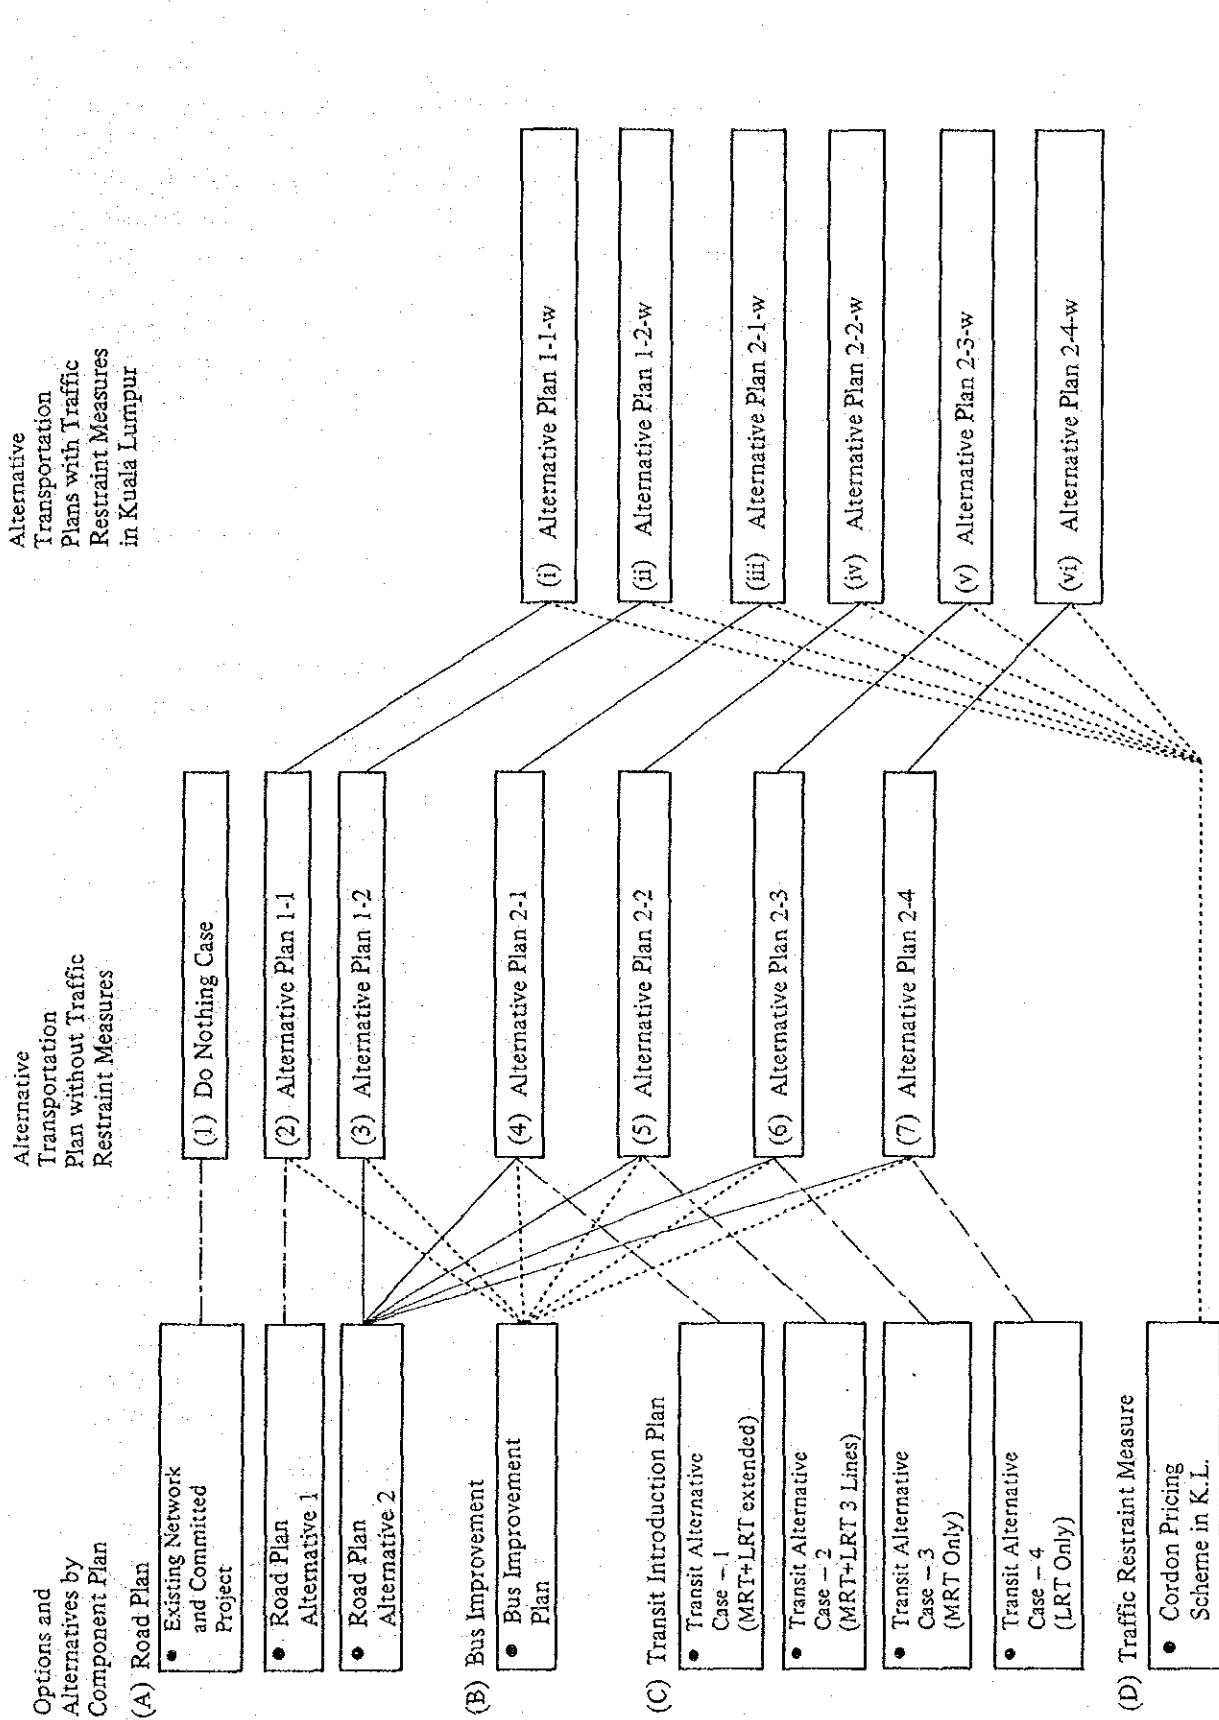 Options and
Alternatives by
Component Plan
(A) Road Plan
● Existing Network
and Committed
Project
● Road Plan
Alternative 1
● Road Plan
Alternative 2
(B) Bus Improvement
● Bus Improvement
Plan
(C) Transit Introduction Plan
● Transit Alternative
Case – 1
(MRT+LRT extended)
● Transit Alternative
Case – 2
(MRT+LRT 3 Lines)
● Transit Alternative
Case – 3
(MRT Only)
● Transit Alternative
Case – 4
(LRT Only)
(D) Traffic Restraint Measure
● Cordon Pricing
Scheme in K.L.
Alternative
Transportation
Plan without Traffic
Restraint Measures
(1) Do Nothing Case
(2) Alternative Plan 1-1
(3) Alternative Plan 1-2
(4) Alternative Plan 2-1
(5) Alternative Plan 2-2
(6) Alternative Plan 2-3
(7) Alternative Plan 2-4
Alternative
Transportation
Plans with Traffic
Restraint Measures
in Kuala Lumpur
(i) Alternative Plan 1-1-w
(ii) Alternative Plan 1-2-w
(iii) Alternative Plan 2-1-w
(iv) Alternative Plan 2-2-w
(v) Alternative Plan 2-3-w
(vi) Alternative Plan 2-4-w